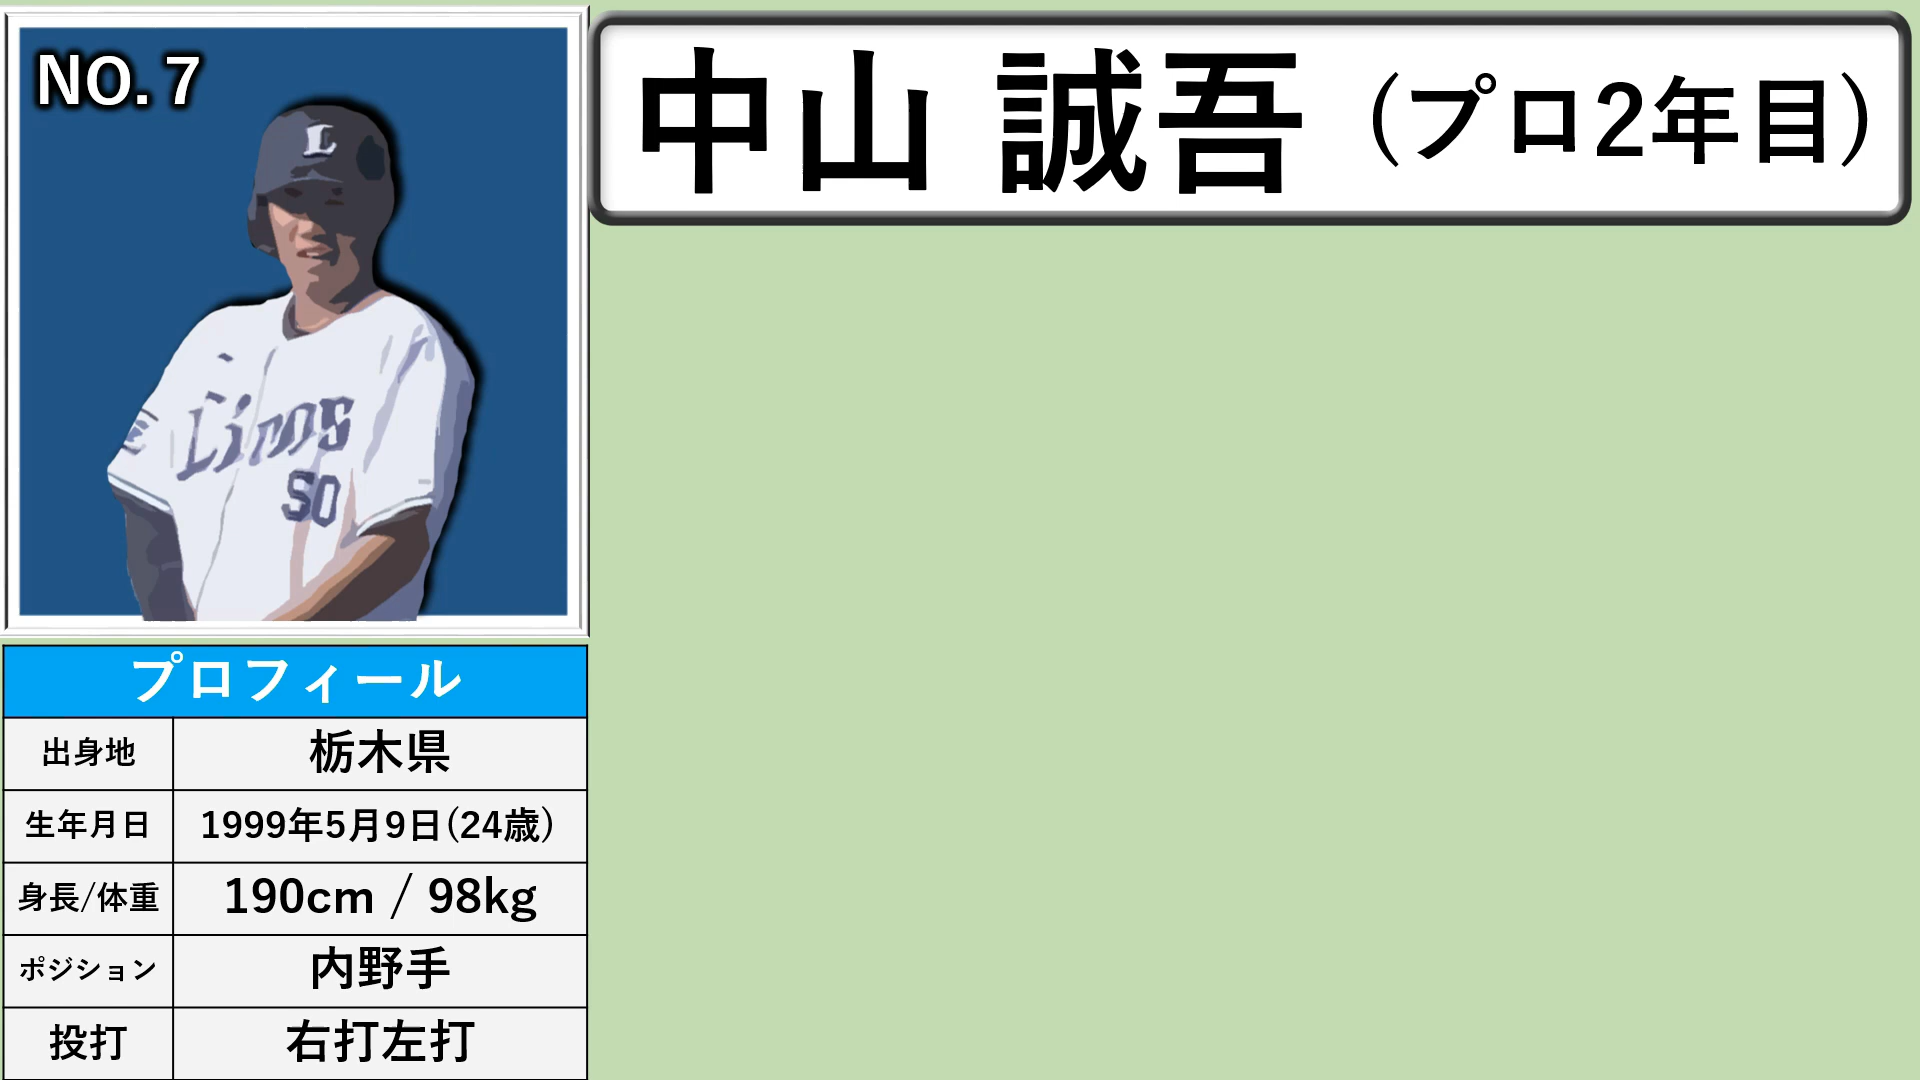 NO.7
中山 誠吾 (プロ2年目)
L
Lions
50
プロフィール
出身地 栃木県
生年月日 1999年5月9日(24歳)
身長/体重 190cm / 98kg
ポジション 内野手
投打 右打左打